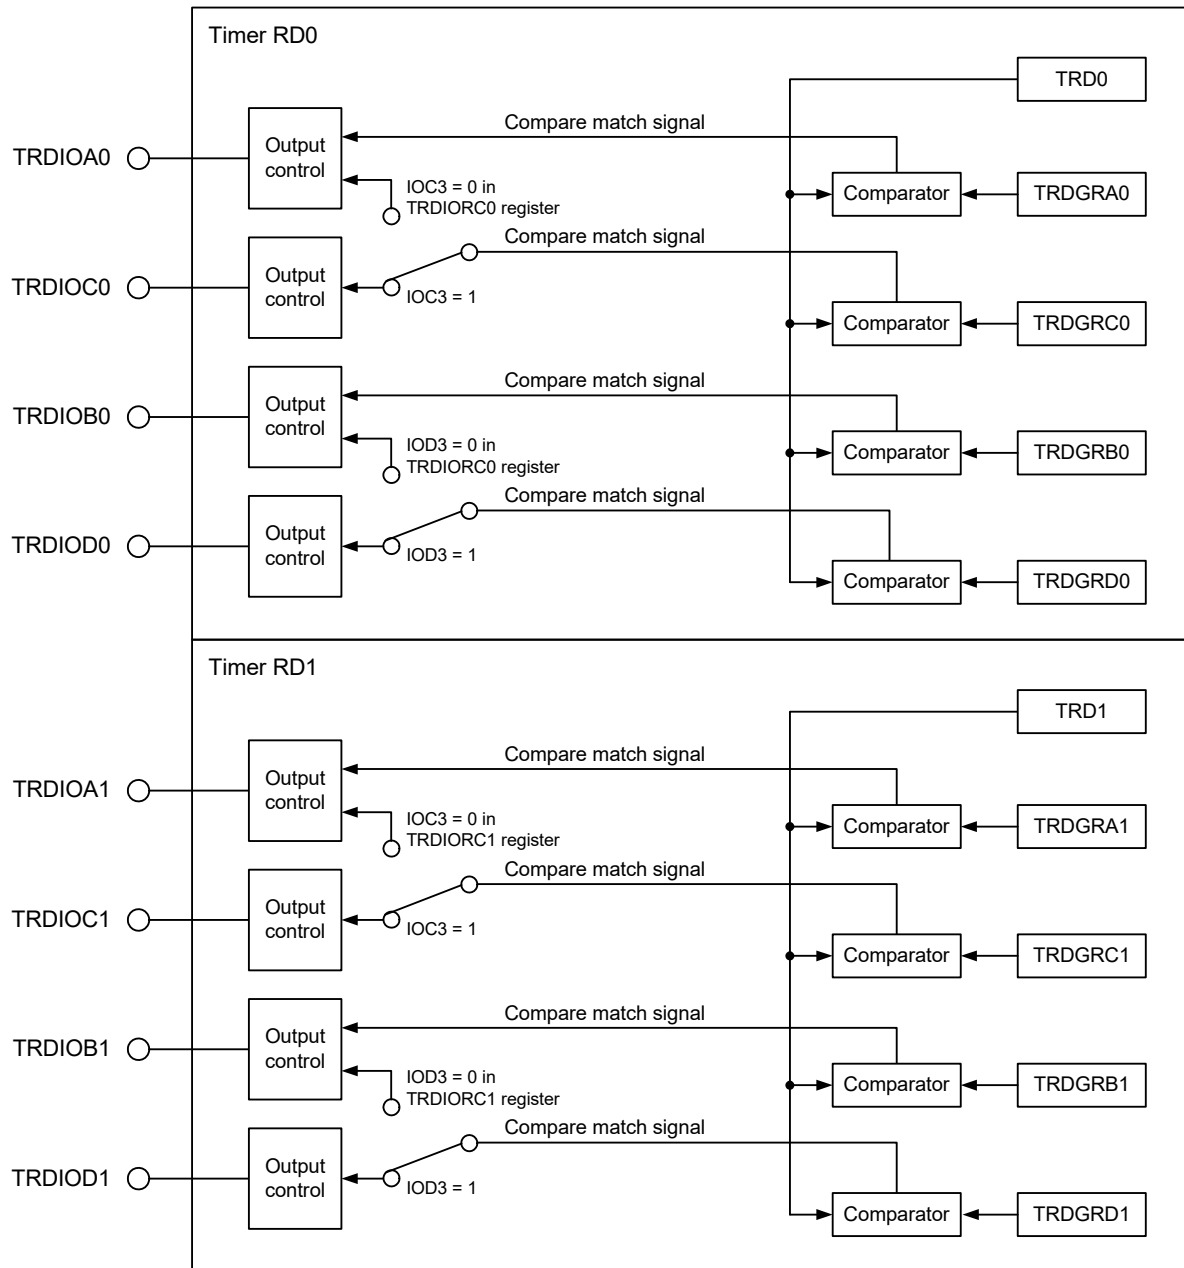 Timer RD0
TRD0
Compare match signal
TRDIOA0
Output
control
IOC3 = 0 in
TRDIORC0 register
Comparator
TRDGRA0
Compare match signal
TRDIOC0
Output
control
IOC3 = 1
Comparator
TRDGRC0
Compare match signal
TRDIOB0
Output
control
IOD3 = 0 in
TRDIORC0 register
Comparator
TRDGRB0
Compare match signal
TRDIOD0
Output
control
IOD3 = 1
Comparator
TRDGRD0
Timer RD1
TRD1
Compare match signal
TRDIOA1
Output
control
IOC3 = 0 in
TRDIORC1 register
Comparator
TRDGRA1
Compare match signal
TRDIOC1
Output
control
IOC3 = 1
Comparator
TRDGRC1
Compare match signal
TRDIOB1
Output
control
IOD3 = 0 in
TRDIORC1 register
Comparator
TRDGRB1
Compare match signal
TRDIOD1
Output
control
IOD3 = 1
Comparator
TRDGRD1